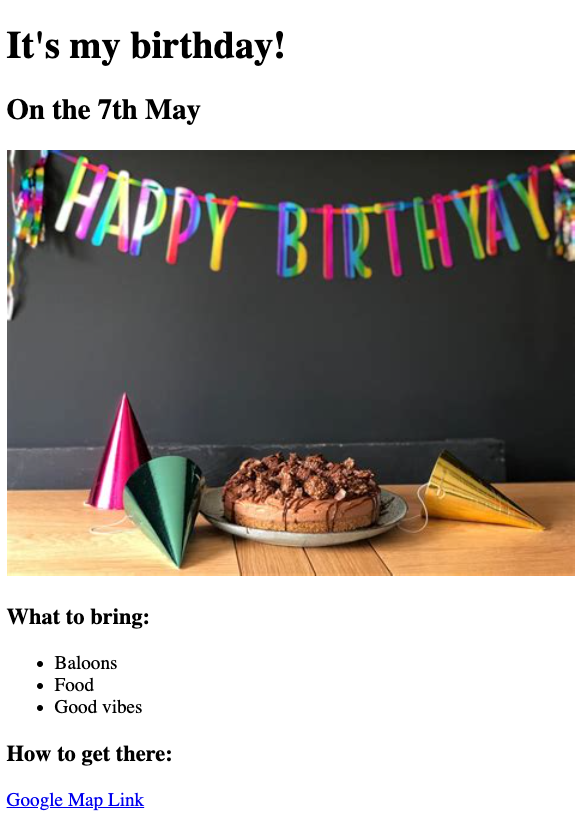 It's my birthday!
On the 7th May
HAPPY BIRTHYAY
What to bring:
Baloons
Food
Good vibes
How to get there:
Google Map Link